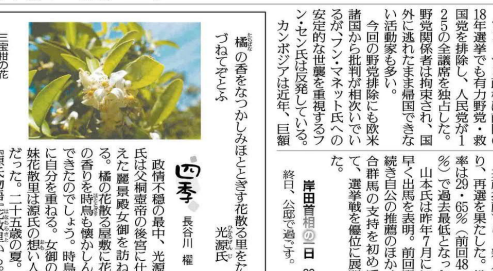 り、再選を果たした。
率は29・65%（前回48
%）で過去最低となっ
山本氏は昨年7月に
早く出馬を表明。前回
続き自公の推薦のほか
合群馬の支持を初め
て、選挙戦を優位に展
た。
岸田首相の一日
終日、公邸で過ごす。
18年選挙でも有力野党・救
国党を排除し、人民党が1
25の全議席を独占した。
野党関係者は拘束され、国
外に逃れたまま帰国できな
い活動家も多い。
今回の野党排除にも欧米
諸国から批判が相次いでい
るが、フン・マネット氏への
安定的な世襲を重視するフ
ン・セン氏は反発している。
カンボジアは近年、巨額
橘の香をなつかしみほととぎす花散る里をた
づねてぞとふ
光源氏
四季
長谷川 櫂
政情不穏の最中、光源
氏は父桐壺帝の後宮に仕
えた麗景殿女御を訪ね
る。橘の花散る屋敷に花
の香りを時鳥も懐かしん
できたのでしょう。時鳥
に自分を重ねる。女御の
妹花散里は源氏の想い人
だった。二十五歳の夏。
三宝柑の花